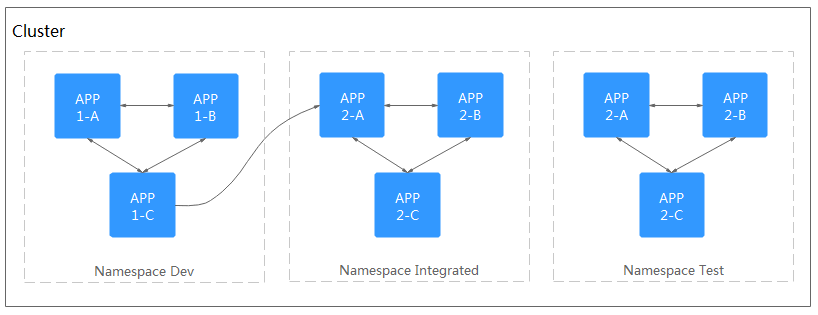 Cluster
APP
1-A
APP
1-B
APP
1-C
Namespace Dev
APP
2-A
APP
2-B
APP
2-C
Namespace Integrated
APP
2-A
APP
2-B
APP
2-C
Namespace Test